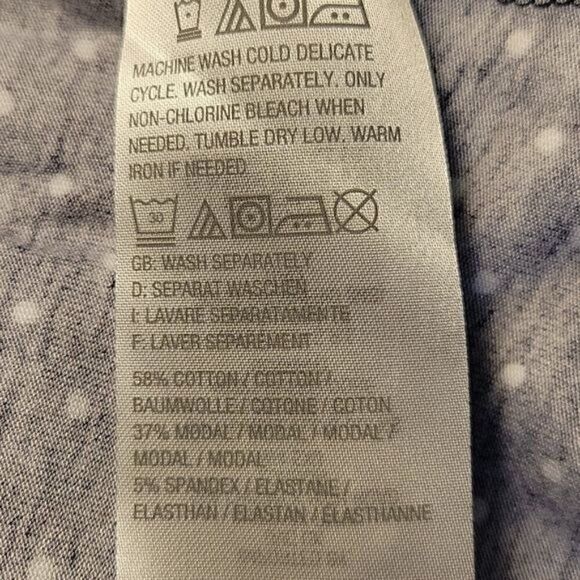 MACHINE WASH COLD DELICATE
CYCLE. WASH SEPARATELY. ONLY
NON-CHLORINE BLEACH WHEN
NEEDED. TUMBLE DRY LOW. WARM
IRON IF NEEDED
30
GB: WASH SEPARATELY
D: SEPARAT WASCHEN
I: LAVARE SEPARATAMENTE
F: LAVER SÉPARÉMENT
58% COTTON / COTTON /
BAUMWOLLE / COTONE / COTON
37% MODAL / MODAL / MODAL /
MODAL / MODAL
5% SPANDEX / ELASTANE /
ELASTHAN / ELASTAN / ELASTHANNE